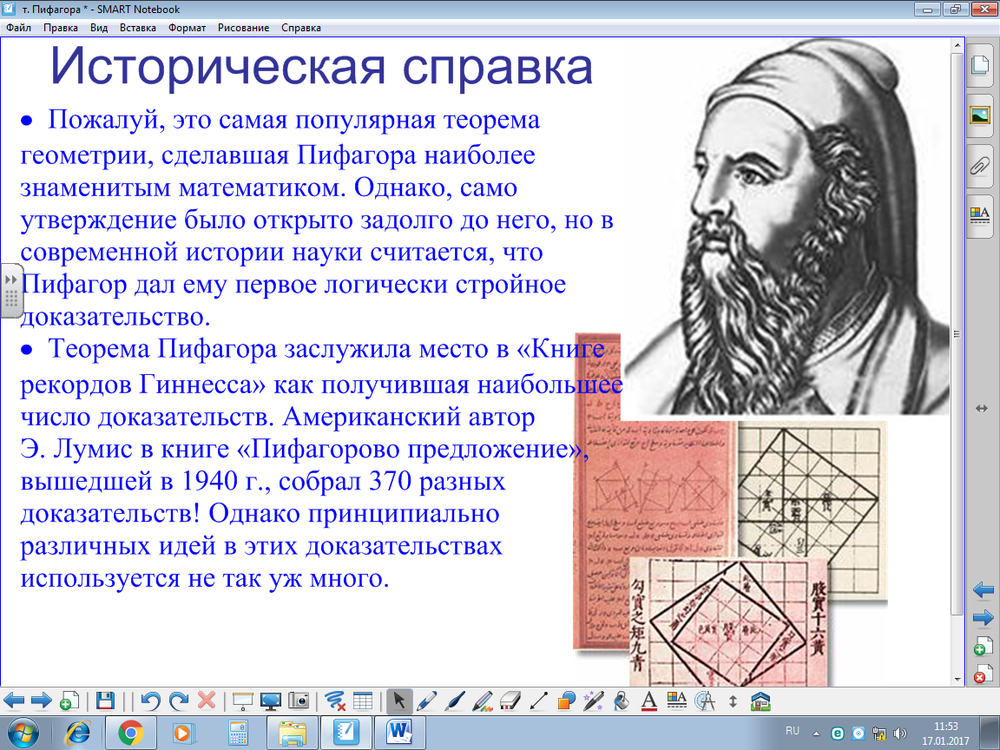 т. Пифагора * - SMART Notebook
Файл Правка Вид Вставка Формат Рисование Справка
Историческая справка
• Пожалуй, это самая популярная теорема
геометрии, сделавшая Пифагора наиболее
знаменитым математиком. Однако, само
утверждение было открыто задолго до него, но в
современной истории науки считается, что
Пифагор дал ему первое логически стройное
доказательство.
• Теорема Пифагора заслужила место в «Книге
рекордов Гиннесса» как получившая наибольшее
число доказательств. Американский автор
Э. Лумис в книге «Пифагорово предложение»,
вышедшей в 1940 г., собрал 370 разных
доказательств! Однако принципиально
различных идей в этих доказательствах
используется не так уж много.
勾實之矩九青
股實十六黃
RU
11:53
17.01.2017